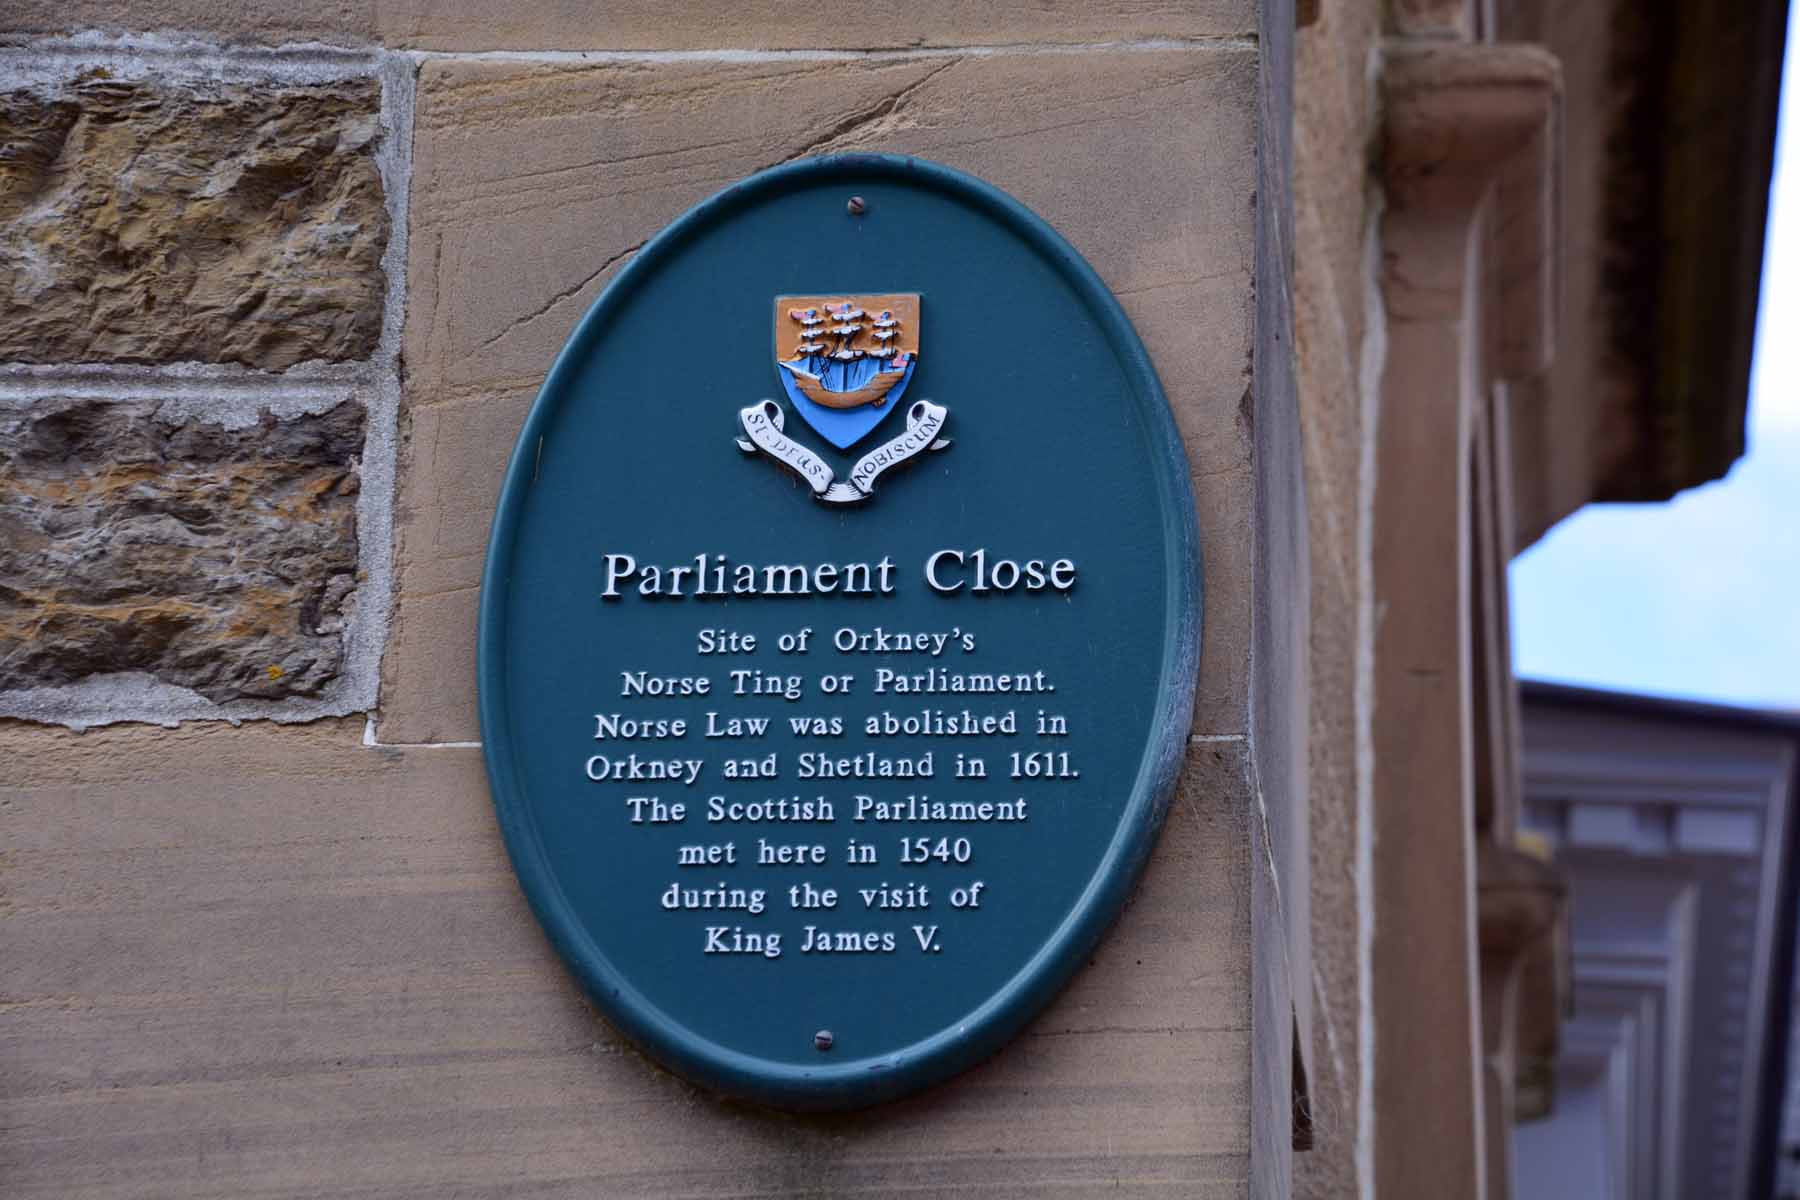 SI · DEUS · NOBISCUM
Parliament Close
Site of Orkney's
Norse Ting or Parliament.
Norse Law was abolished in
Orkney and Shetland in 1611.
The Scottish Parliament
met here in 1540
during the visit of
King James V.